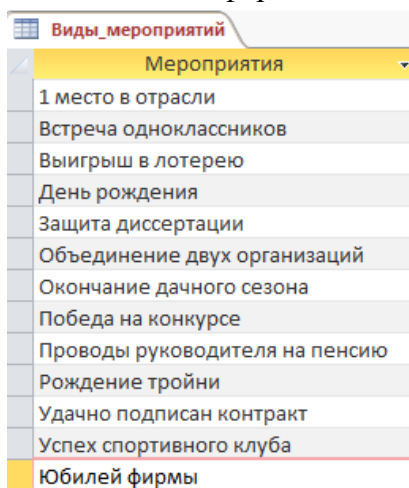 Виды_мероприятий
Мероприятия
1 место в отрасли
Встреча одноклассников
Выигрыш в лотерею
День рождения
Защита диссертации
Объединение двух организаций
Окончание дачного сезона
Победа на конкурсе
Проводы руководителя на пенсию
Рождение тройни
Удачно подписан контракт
Успех спортивного клуба
Юбилей фирмы